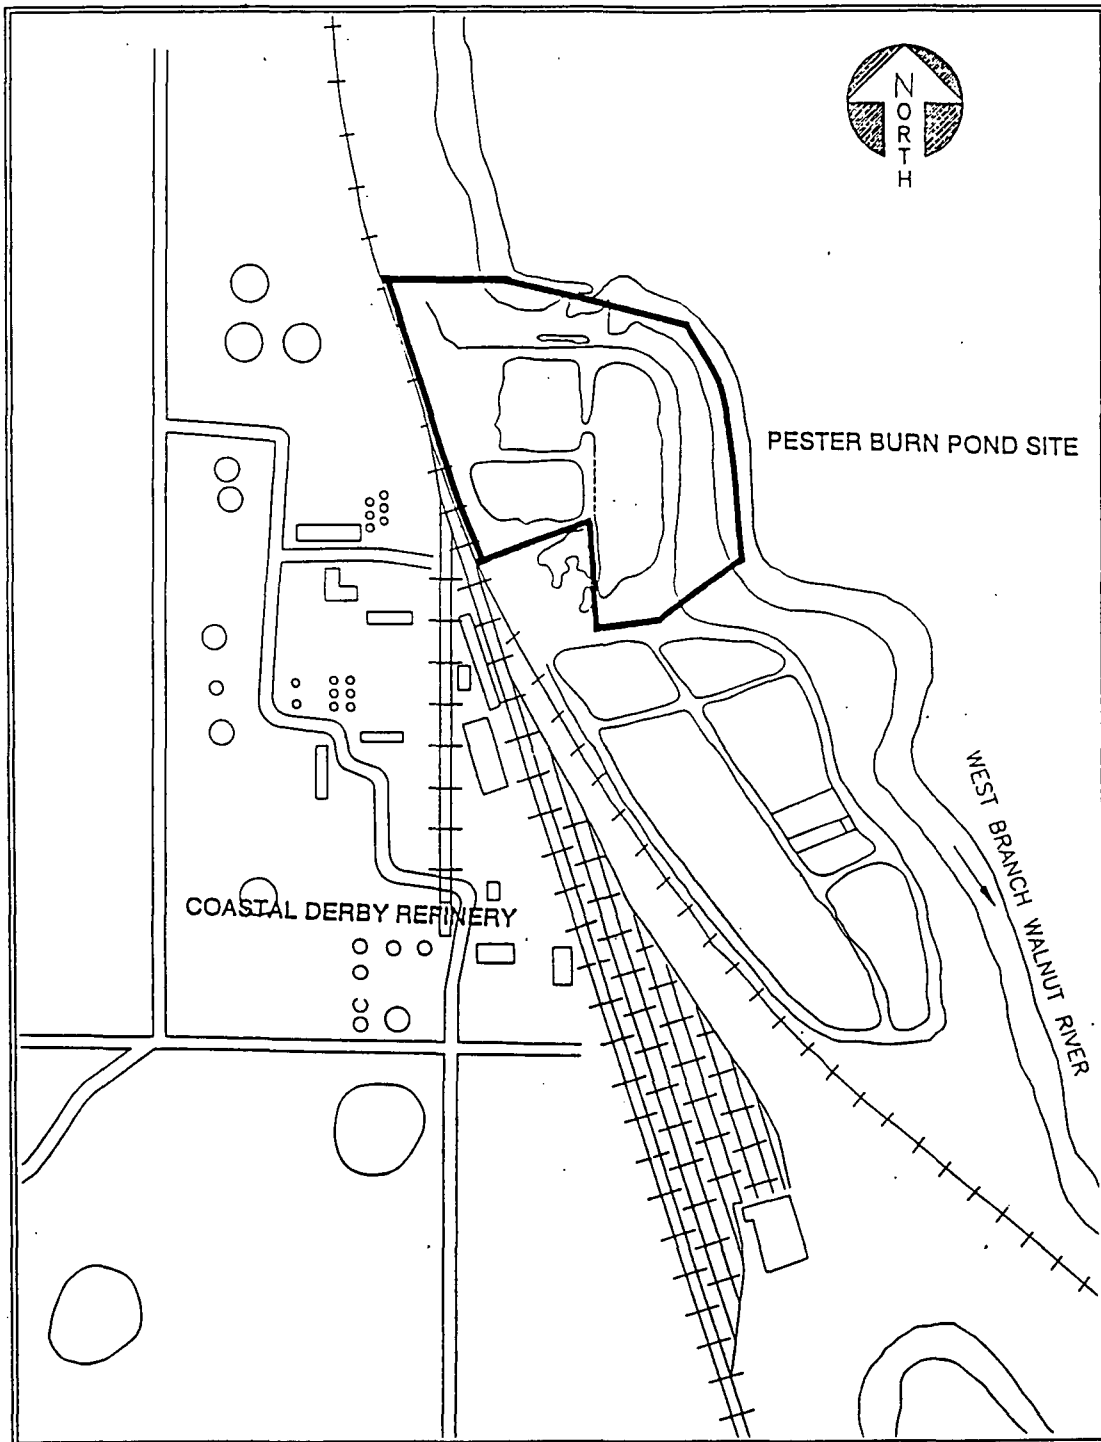 NORTH
PESTER BURN POND SITE
WEST BRANCH WALNUT RIVER
COASTAL DERBY REFINERY